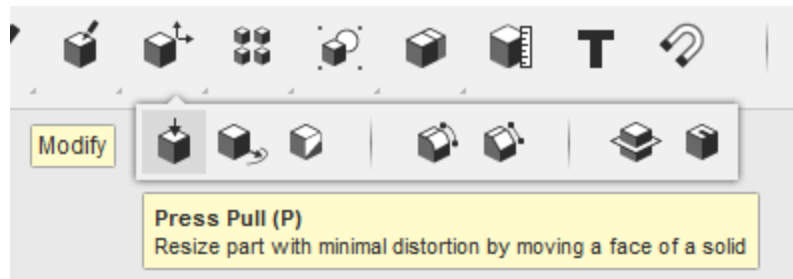 T
Modify
Press Pull (P)
Resize part with minimal distortion by moving a face of a solid